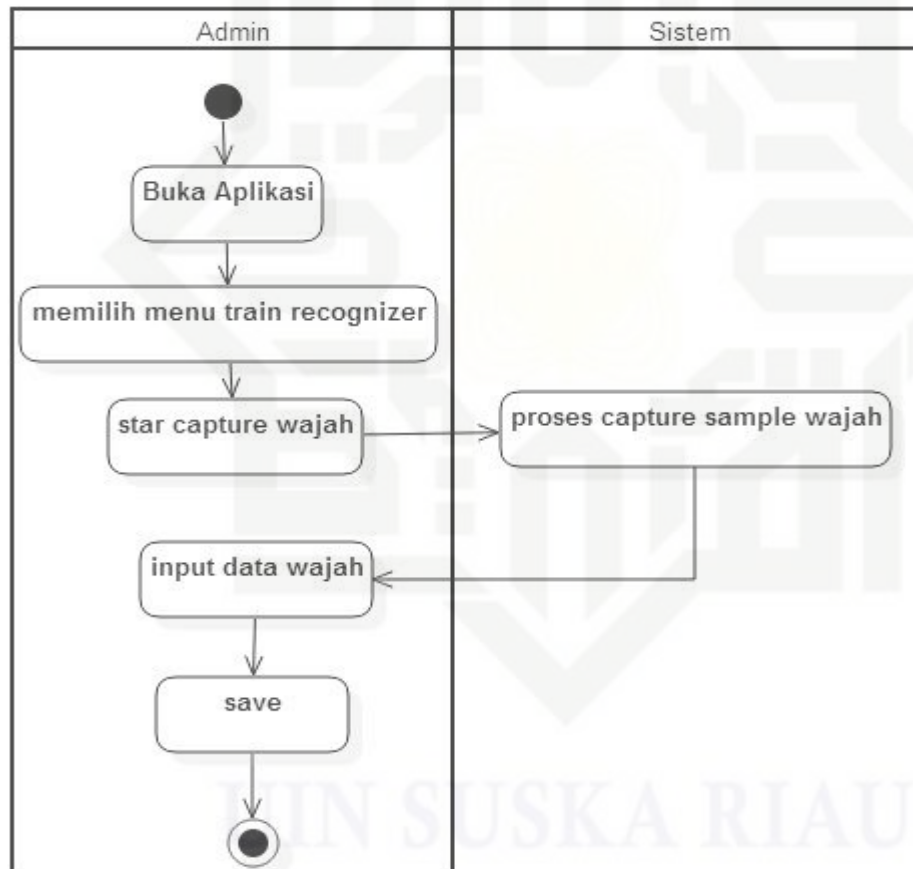 Admin
Sistem
Buka Aplikasi
memilih menu train recognizer
star capture wajah
proses capture sample wajah
input data wajah
save
UIN SUSKA RIAU